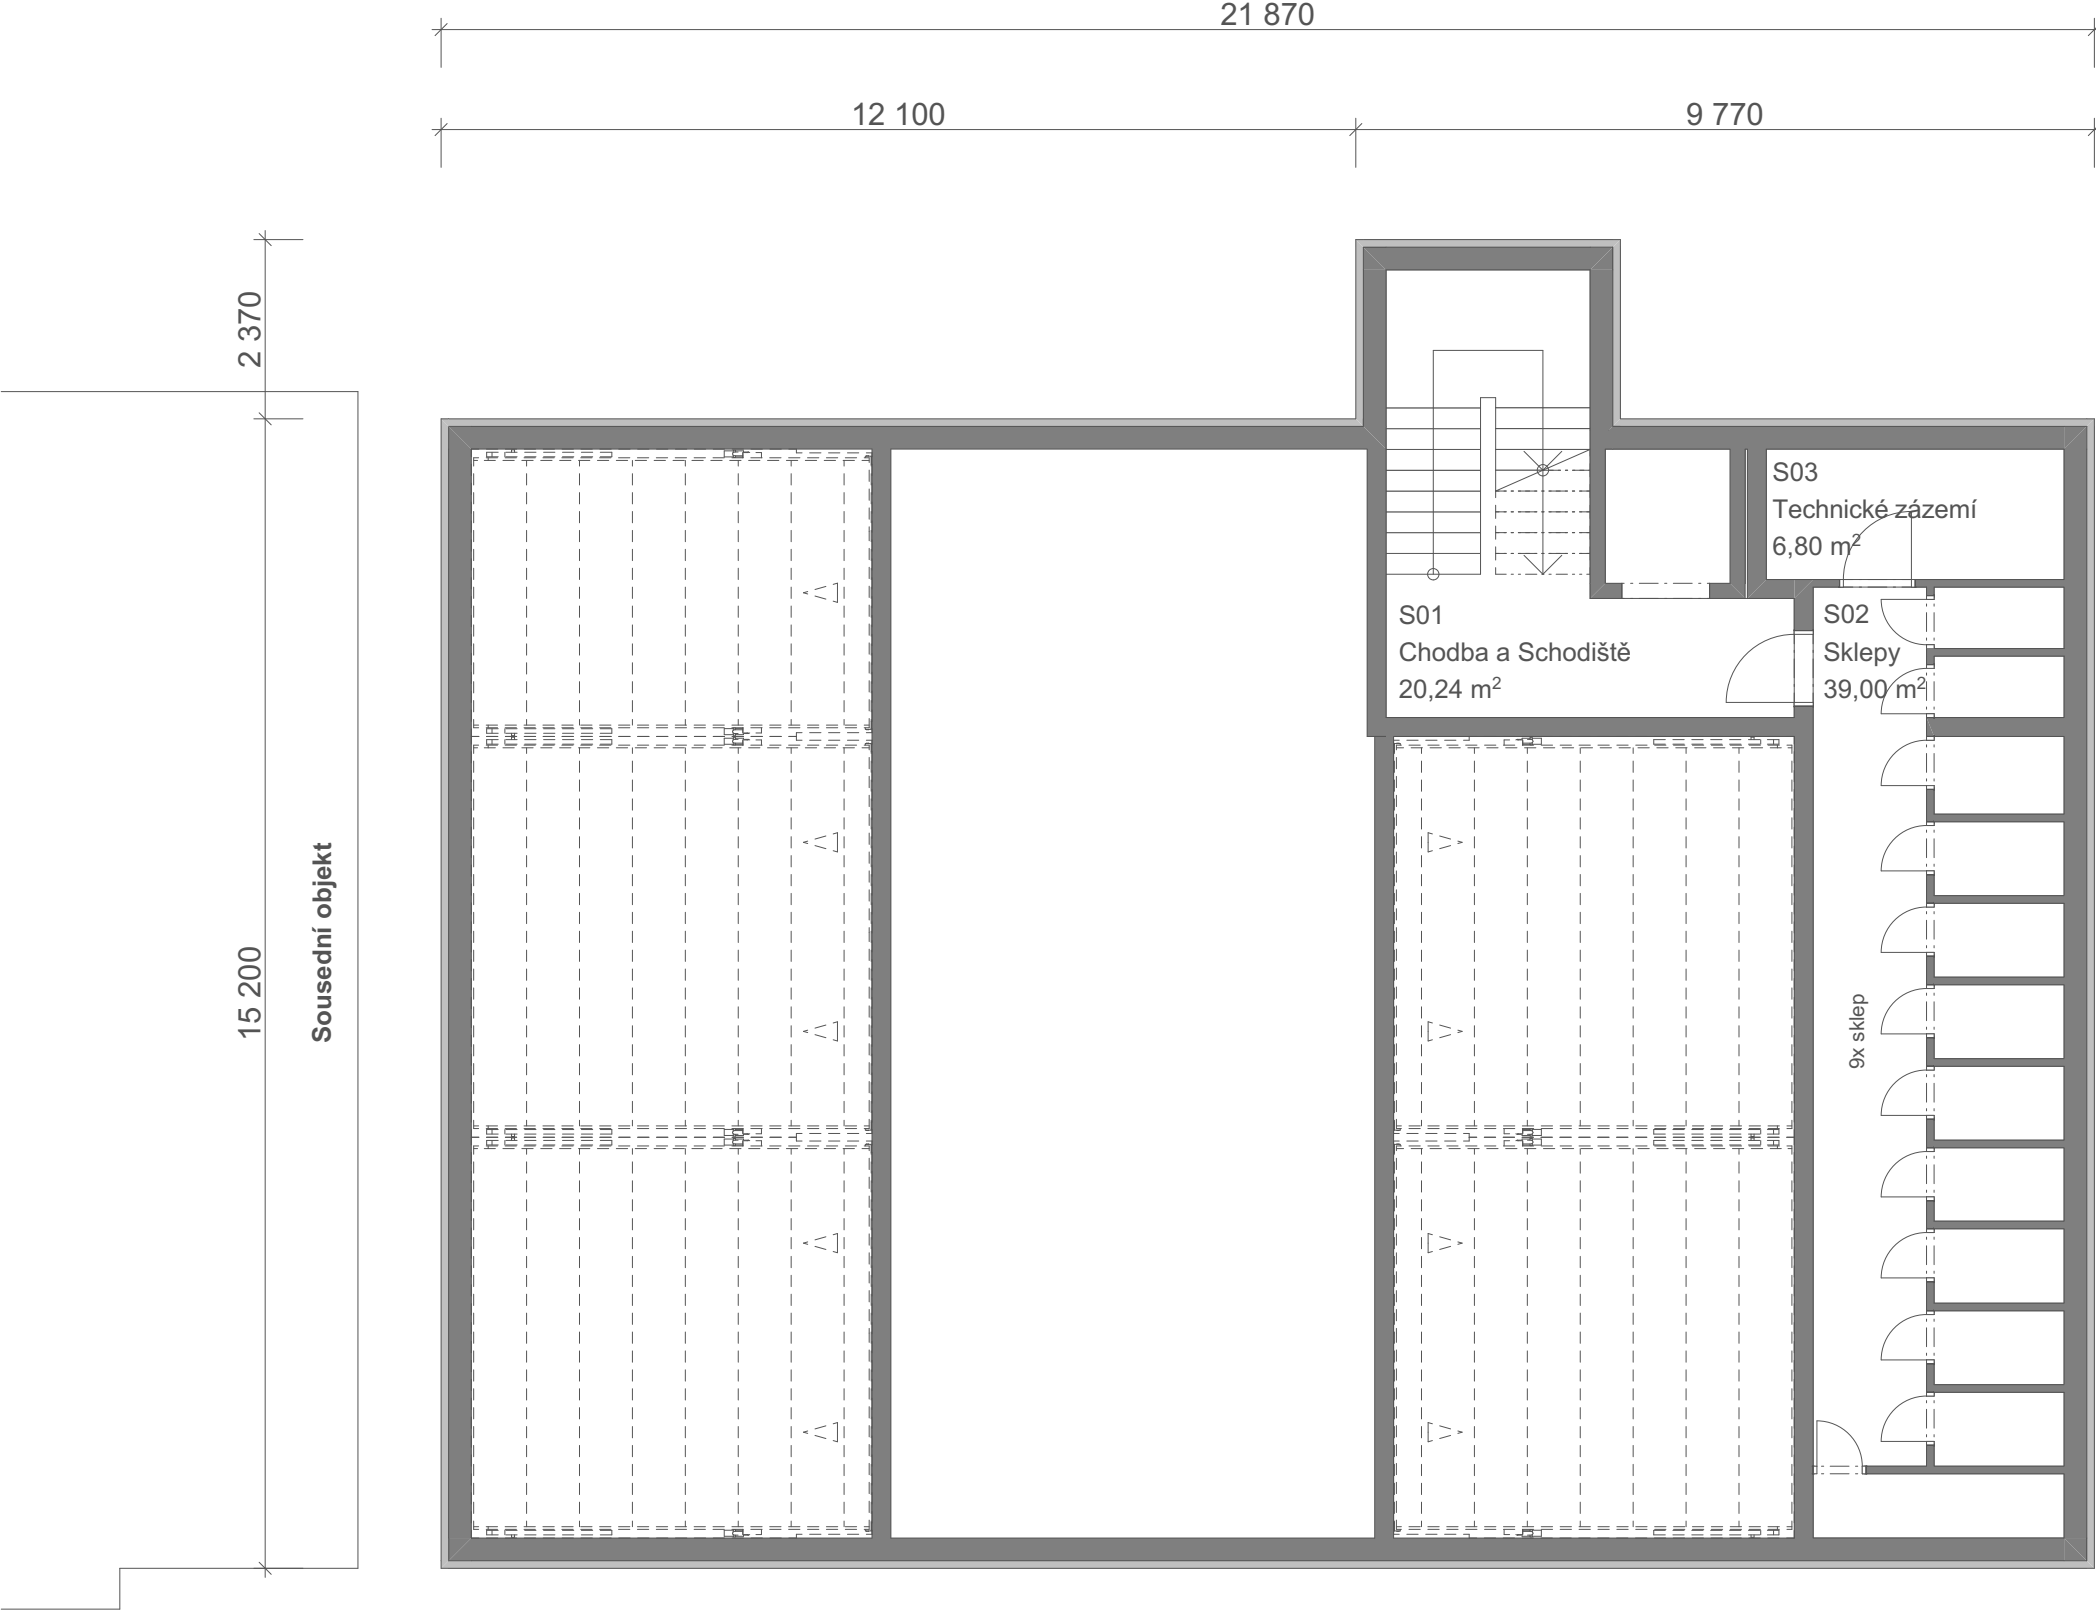 21 870
12 100
9 770
2 370
S03
Technické zázemí
6,80 m²
S01
Chodba a Schodiště
20,24 m²
S02
Sklepy
39,00 m²
Sousední objekt
15 200
9x sklep